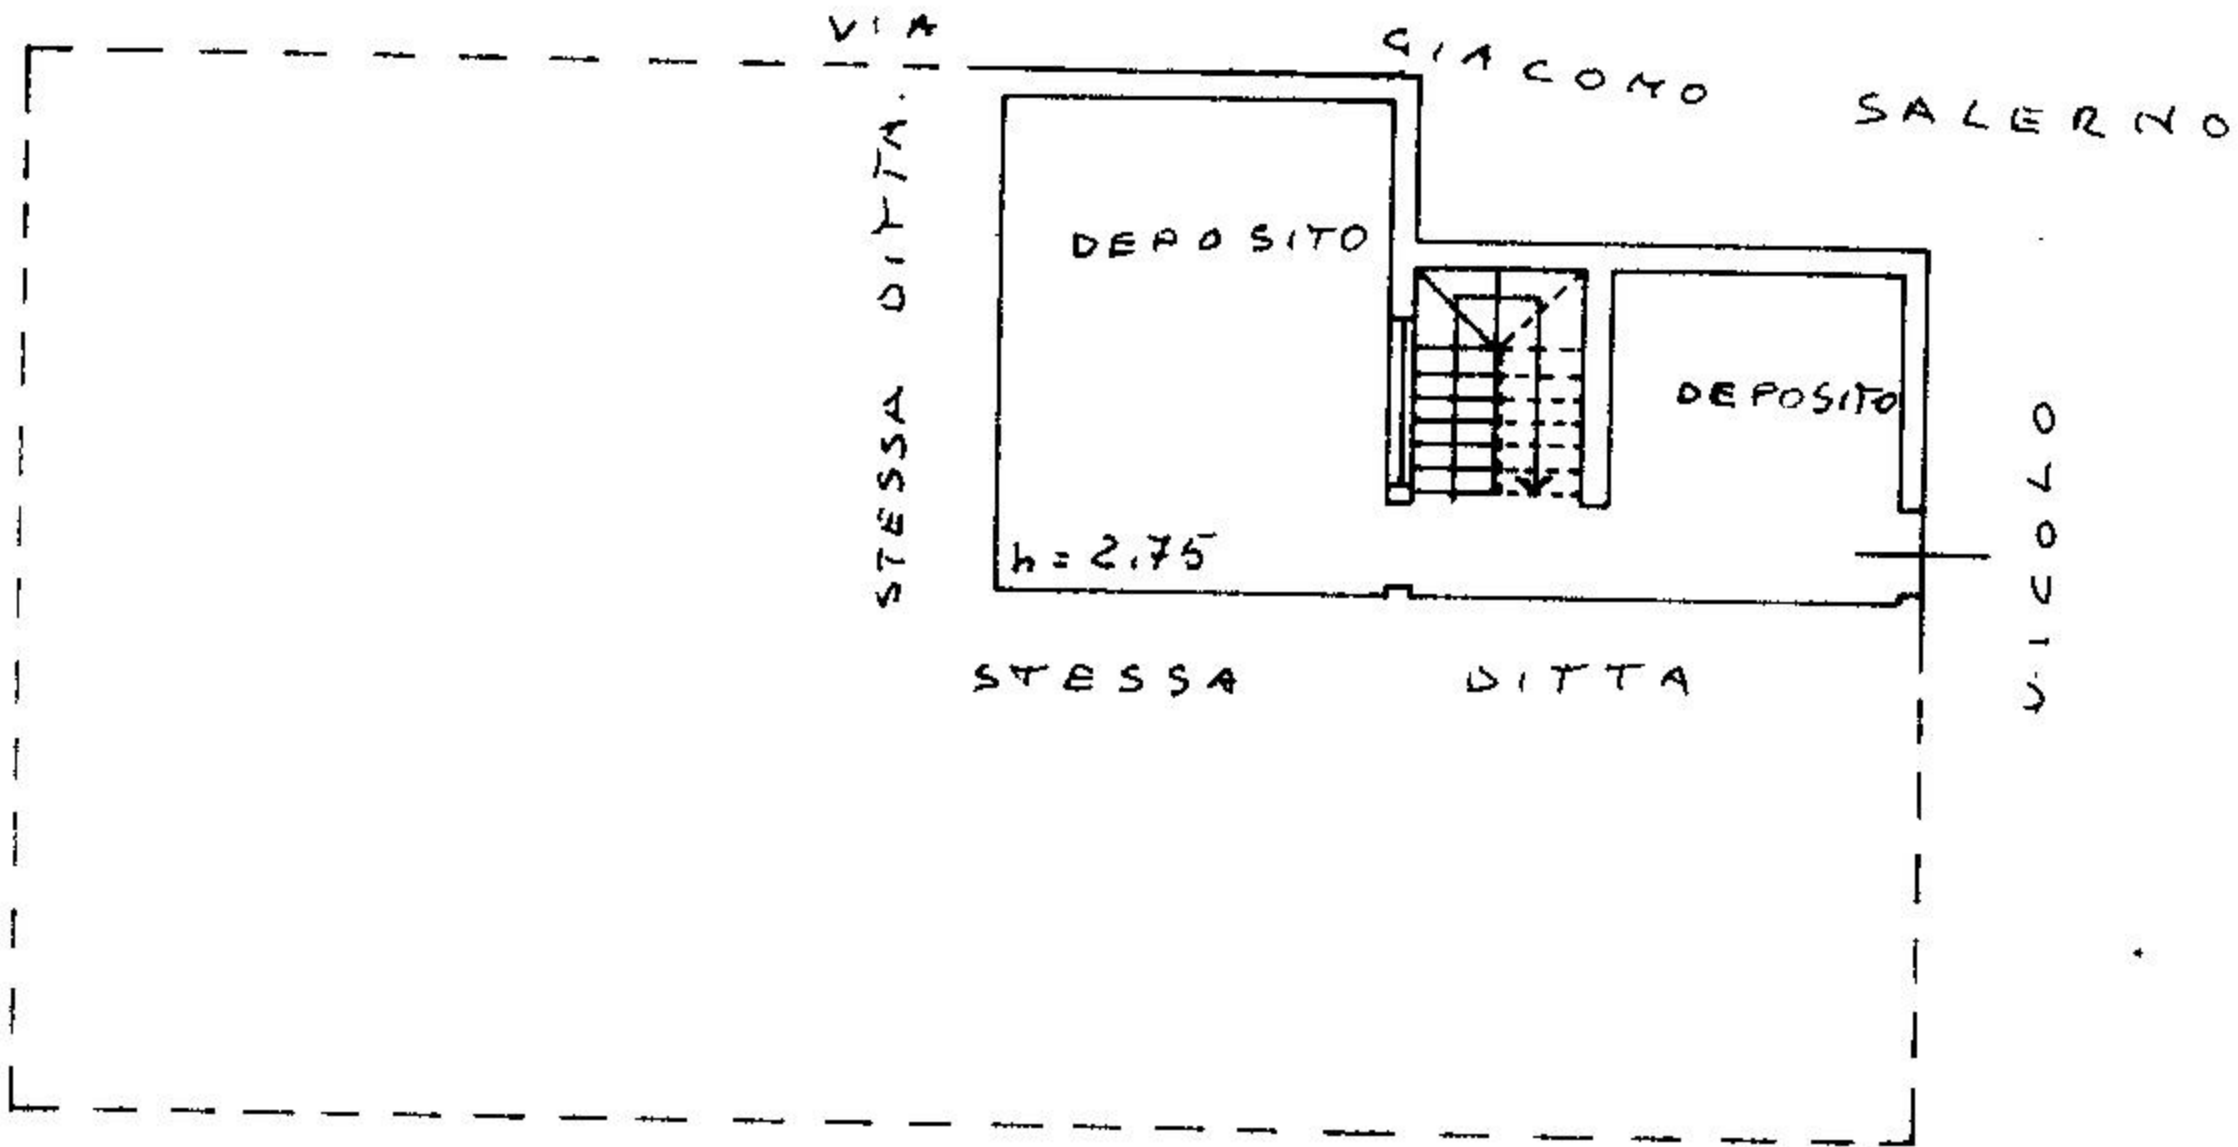 VIA GIACOMO SALERNO
STESSA DITTA
DEPOSITO
DEPOSITO
VICOLO
h = 2.75
STESSA DITTA